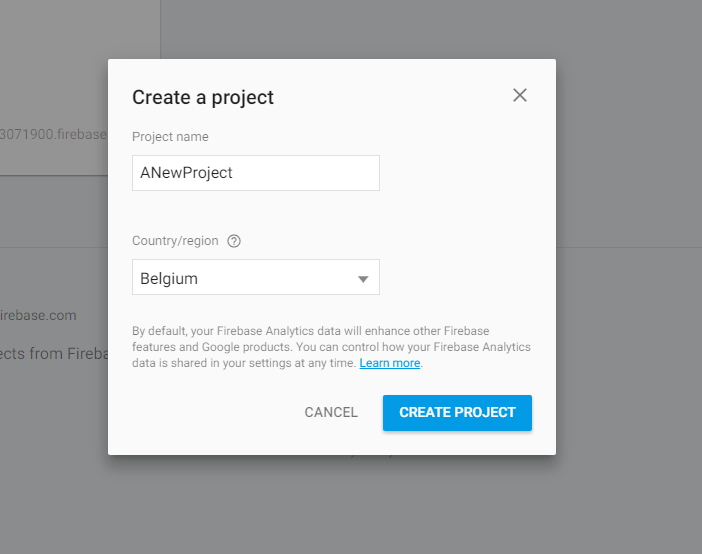 Create a project
Project name
3071900.firebase
ANewProject
Country/region
Belgium
irebase.com
By default, your Firebase Analytics data will enhance other Firebase
features and Google products. You can control how your Firebase Analytics
data is shared in your settings at any time. Learn more.
ects from Fireba
CANCEL
CREATE PROJECT